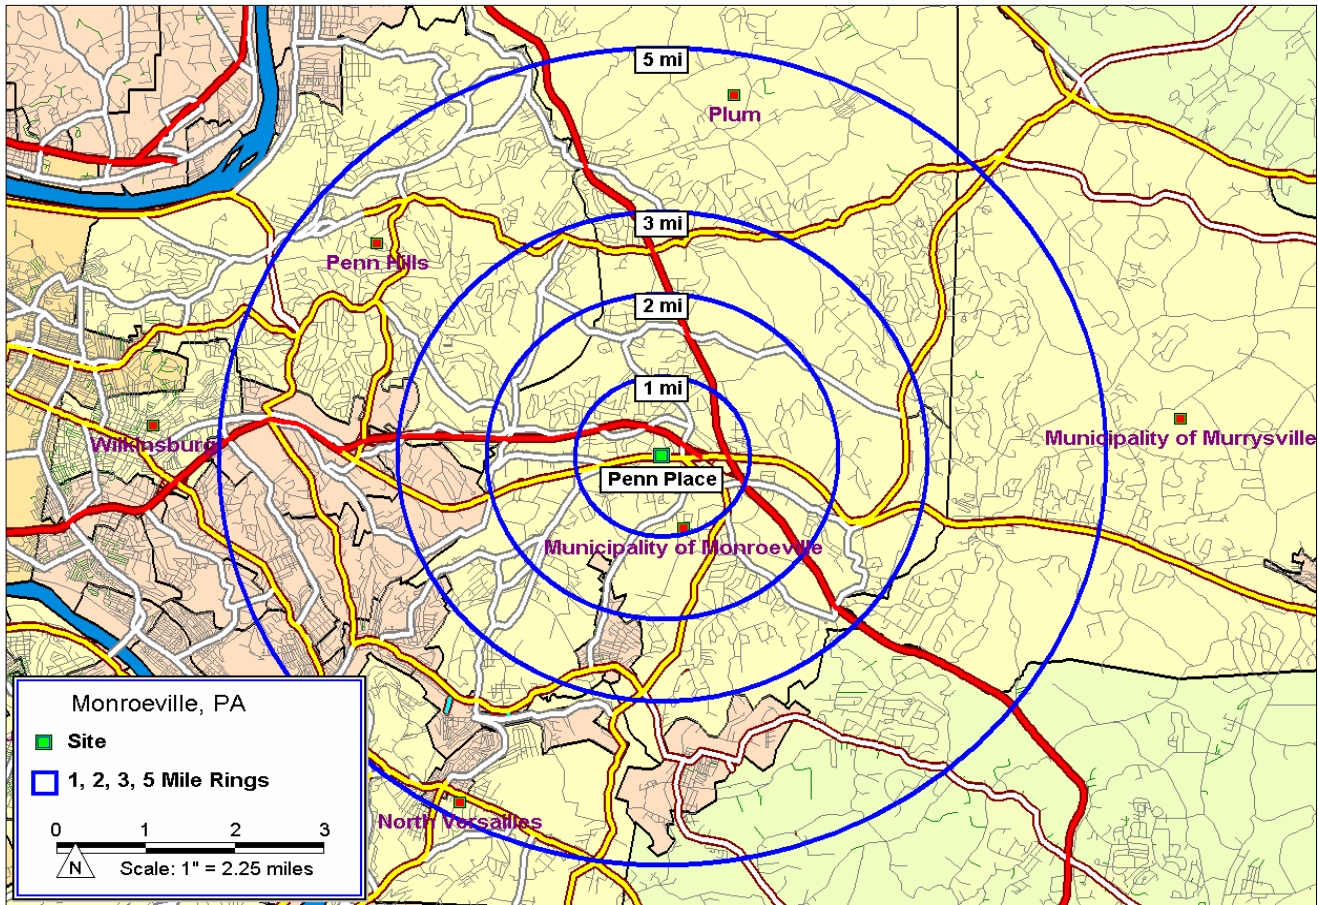 5 mi
Plum
3 mi
Penn Hills
2 mi
1 mi
Wilkinsburg
Municipality of Murrysville
Penn Place
Municipality of Monroeville
North Versailles
Monroeville, PA
Site
1, 2, 3, 5 Mile Rings
0 1 2 3
N Scale: 1" = 2.25 miles